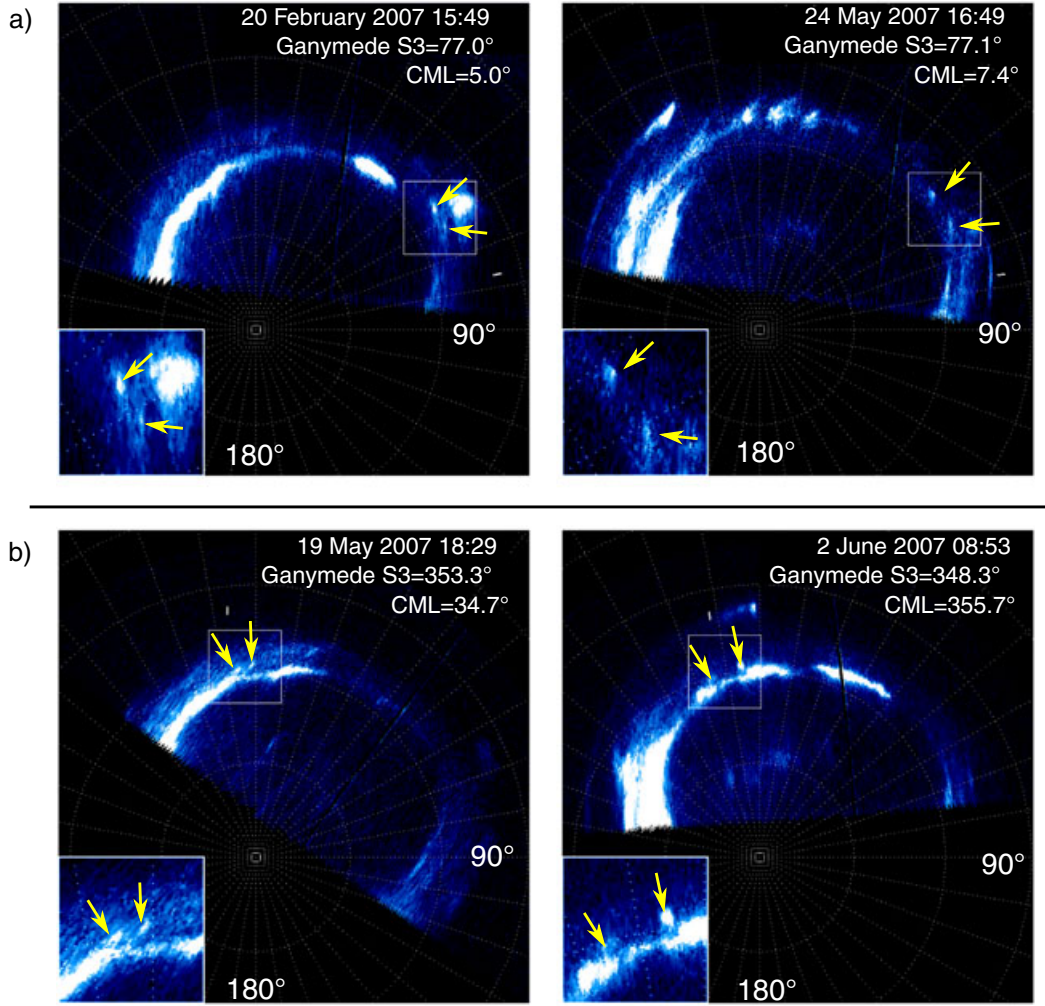 a)
20 February 2007 15:49
Ganymede S3=77.0°
CML=5.0°
90°
180°
24 May 2007 16:49
Ganymede S3=77.1°
CML=7.4°
90°
180°
b)
19 May 2007 18:29
Ganymede S3=353.3°
CML=34.7°
90°
180°
2 June 2007 08:53
Ganymede S3=348.3°
CML=355.7°
90°
180°